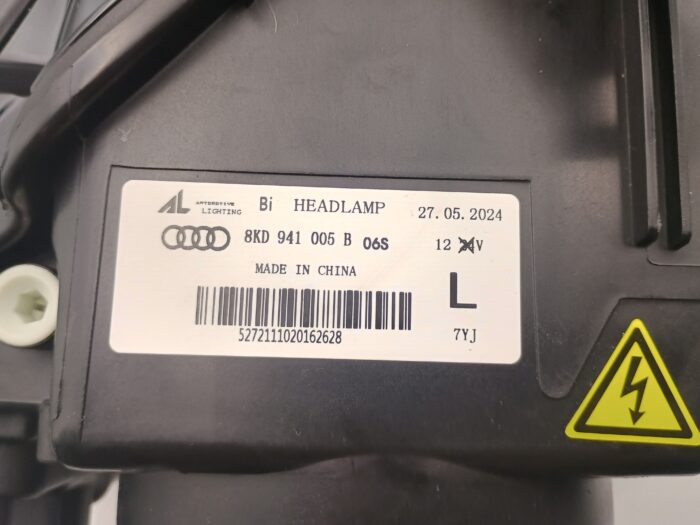 AL AUTOMOTIVE LIGHTING Bi HEADLAMP 27.05.2024
8KD 941 005 B 06S 12 24V
MADE IN CHINA
L
5272111020162628 7YJ